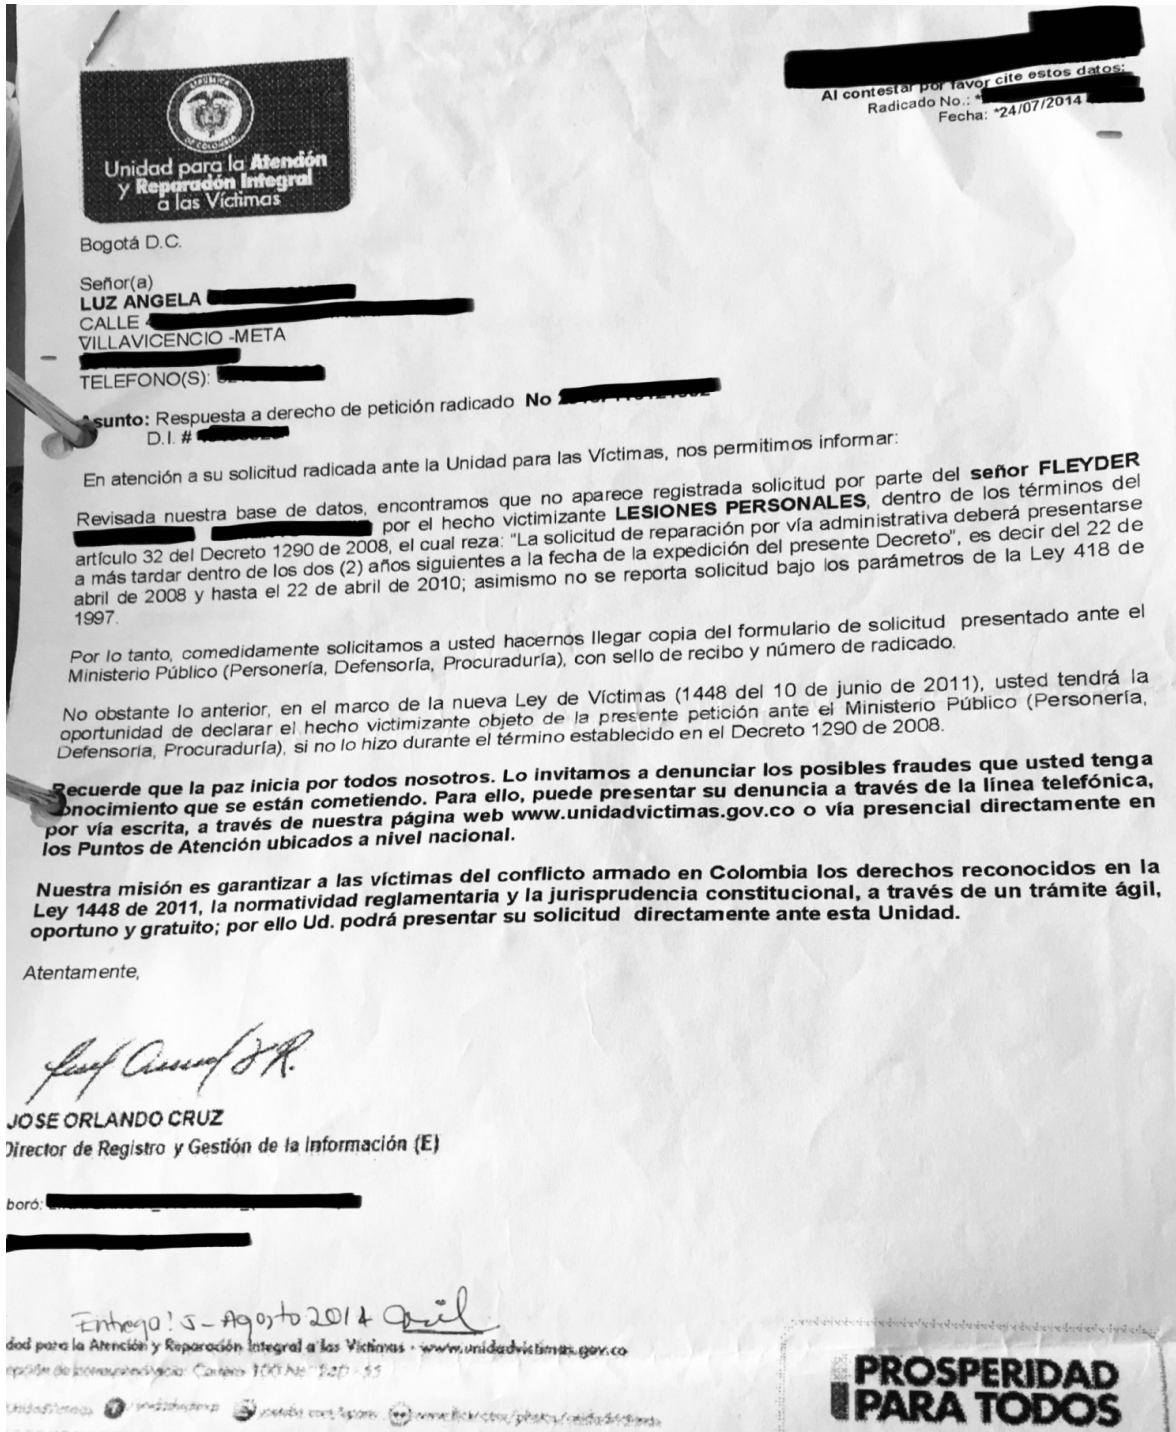 REPUBLICA
DE COLOMBIA
Unidad para la Atención
y Reparación Integral
a las Víctimas
Al contestar por favor cite estos datos:
Radicado No.: *
Fecha: *24/07/2014
Bogotá D.C.
Señor(a)
LUZ ANGELA
CALLE
VILLAVICENCIO -META
TELEFONO(S):
Asunto: Respuesta a derecho de petición radicado No
D.I. #
En atención a su solicitud radicada ante la Unidad para las Víctimas, nos permitimos informar:
Revisada nuestra base de datos, encontramos que no aparece registrada solicitud por parte del señor FLEYDER
por el hecho victimizante LESIONES PERSONALES, dentro de los términos del
artículo 32 del Decreto 1290 de 2008, el cual reza: "La solicitud de reparación por vía administrativa deberá presentarse
a más tardar dentro de los dos (2) años siguientes a la fecha de la expedición del presente Decreto", es decir del 22 de
abril de 2008 y hasta el 22 de abril de 2010; asimismo no se reporta solicitud bajo los parámetros de la Ley 418 de
1997.
Por lo tanto, comedidamente solicitamos a usted hacernos llegar copia del formulario de solicitud presentado ante el
Ministerio Público (Personería, Defensoría, Procuraduría), con sello de recibo y número de radicado.
No obstante lo anterior, en el marco de la nueva Ley de Víctimas (1448 del 10 de junio de 2011), usted tendrá la
oportunidad de declarar el hecho victimizante objeto de la presente petición ante el Ministerio Público (Personería,
Defensoría, Procuraduría), si no lo hizo durante el término establecido en el Decreto 1290 de 2008.
Recuerde que la paz inicia por todos nosotros. Lo invitamos a denunciar los posibles fraudes que usted tenga
onocimiento que se están cometiendo. Para ello, puede presentar su denuncia a través de la línea telefónica,
por vía escrita, a través de nuestra página web www.unidadvictimas.gov.co o vía presencial directamente en
los Puntos de Atención ubicados a nivel nacional.
Nuestra misión es garantizar a las víctimas del conflicto armado en Colombia los derechos reconocidos en la
Ley 1448 de 2011, la normatividad reglamentaria y la jurisprudencia constitucional, a través de un trámite ágil,
oportuno y gratuito; por ello Ud. podrá presentar su solicitud directamente ante esta Unidad.
Atentamente,
JOSE ORLANDO CRUZ
Director de Registro y Gestión de la Información (E)
boró:
Entrega: 5-Agosto 2014
dad para la Atención y Reparación Integral a las Víctimas - www.unidadvictimas.gov.co
PROSPERIDAD
PARA TODOS